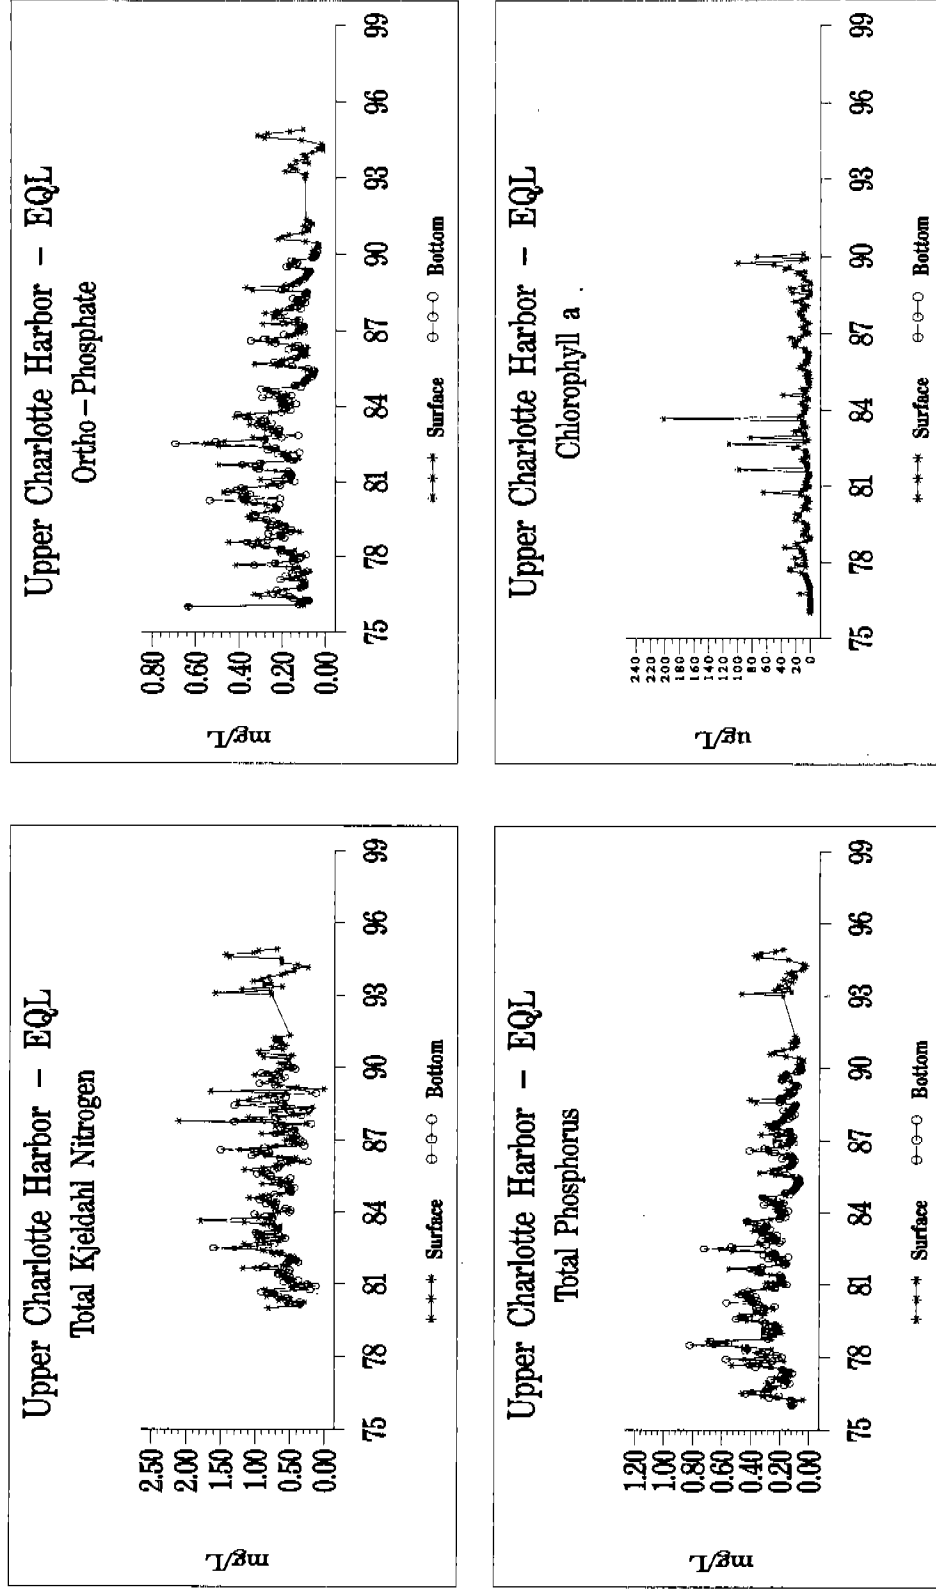 Upper Charlotte Harbor - EQL
Total Kjeldahl Nitrogen
mg/L
2.50
2.00
1.50
1.00
0.50
0.00
75 78 81 84 87 90 93 96 99
Surface Bottom
Upper Charlotte Harbor - EQL
Ortho-Phosphate
mg/L
0.80
0.60
0.40
0.20
0.00
75 78 81 84 87 90 93 96 99
Surface Bottom
Upper Charlotte Harbor - EQL
Total Phosphorus
mg/L
1.20
1.00
0.80
0.60
0.40
0.20
0.00
75 78 81 84 87 90 93 96 99
Surface Bottom
Upper Charlotte Harbor - EQL
Chlorophyll a
ug/L
240
220
200
180
160
140
120
100
80
60
40
20
0
75 78 81 84 87 90 93 96 99
Surface Bottom